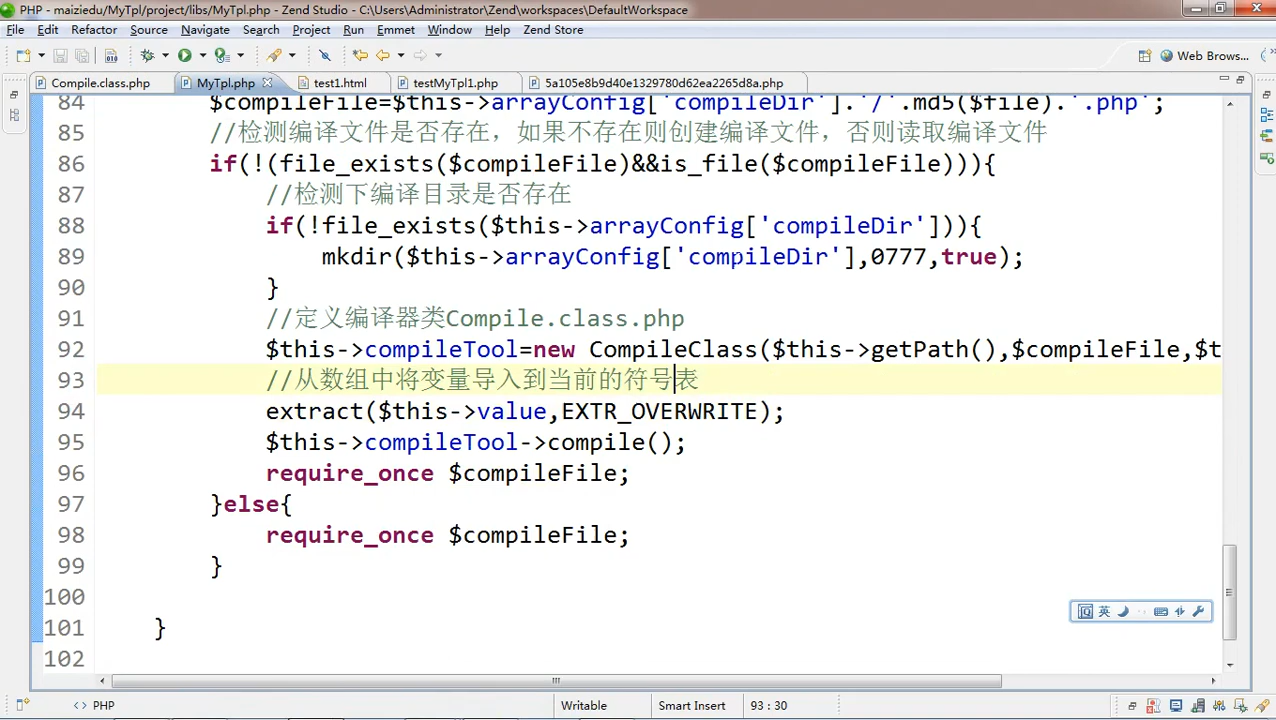 PHP - maiziedu/MyTpl/project/libs/MyTpl.php - Zend Studio - C:\Users\Administrator\Zend\workspaces\DefaultWorkspace
File Edit Refactor Source Navigate Search Project Run Emmet Window Help Zend Store
Web Brows...
Compile.class.php MyTpl.php test1.html testMyTpl1.php 5a105e8b9d40e1329780d62ea2265d8a.php
84 $compileFile=$this->arrayConfig['compileDir'].'/'.md5($file).'.php';
85 //检测编译文件是否存在，如果不存在则创建编译文件，否则读取编译文件
86 if(!(file_exists($compileFile)&&is_file($compileFile))){
87 //检测下编译目录是否存在
88 if(!file_exists($this->arrayConfig['compileDir'])){
89 mkdir($this->arrayConfig['compileDir'],0777,true);
90 }
91 //定义编译器类Compile.class.php
92 $this->compileTool=new CompileClass($this->getPath(),$compileFile,$t
93 //从数组中将变量导入到当前的符号表
94 extract($this->value,EXTR_OVERWRITE);
95 $this->compileTool->compile();
96 require_once $compileFile;
97 }else{
98 require_once $compileFile;
99 }
100
101 }
102
英
PHP Writable Smart Insert 93 : 30